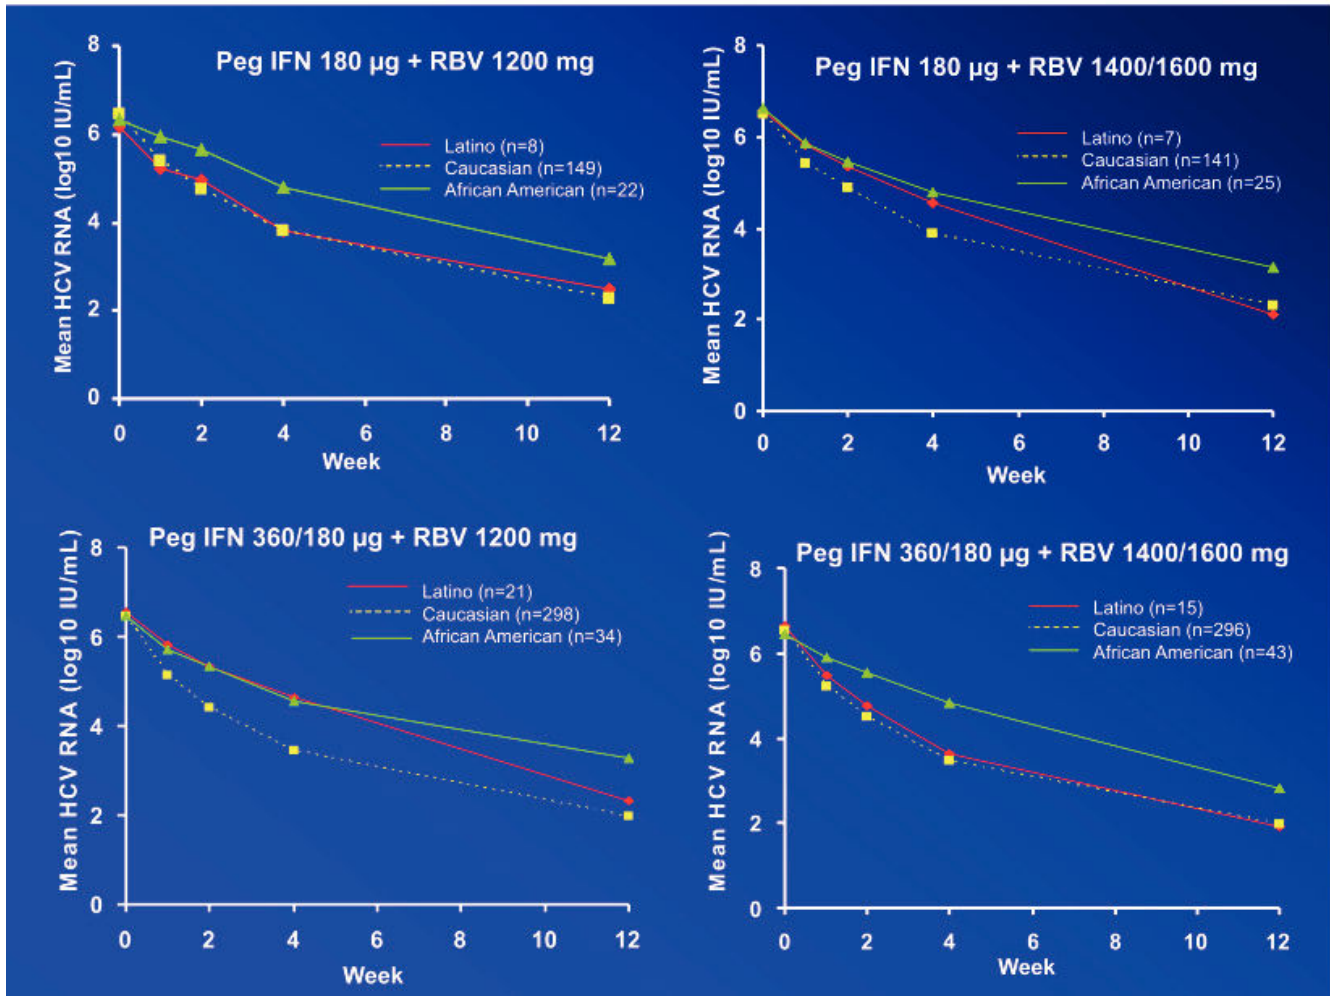 Peg IFN 180 µg + RBV 1200 mg
Mean HCV RNA (log10 IU/mL)
8
6
4
2
0
Latino (n=8)
Caucasian (n=149)
African American (n=22)
0 2 4 6 8 10 12
Week
Peg IFN 180 µg + RBV 1400/1600 mg
Mean HCV RNA (log10 IU/mL)
8
6
4
2
0
Latino (n=7)
Caucasian (n=141)
African American (n=25)
0 2 4 6 8 10 12
Week
Peg IFN 360/180 µg + RBV 1200 mg
Mean HCV RNA (log10 IU/mL)
8
6
4
2
0
Latino (n=21)
Caucasian (n=298)
African American (n=34)
0 2 4 6 8 10 12
Week
Peg IFN 360/180 µg + RBV 1400/1600 mg
Mean HCV RNA (log10 IU/mL)
8
6
4
2
0
Latino (n=15)
Caucasian (n=296)
African American (n=43)
0 2 4 6 8 10 12
Week